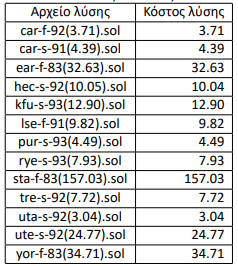 Αρχείο λύσης Κόστος λύσης
car-f-92(3.71).sol 3.71
car-s-91(4.39).sol 4.39
ear-f-83(32.63).sol 32.63
hec-s-92(10.05).sol 10.04
kfu-s-93(12.90).sol 12.90
lse-f-91(9.82).sol 9.82
pur-s-93(4.49).sol 4.49
rye-s-93(7.93).sol 7.93
sta-f-83(157.03).sol 157.03
tre-s-92(7.72).sol 7.72
uta-s-92(3.04).sol 3.04
ute-s-92(24.77).sol 24.77
yor-f-83(34.71).sol 34.71